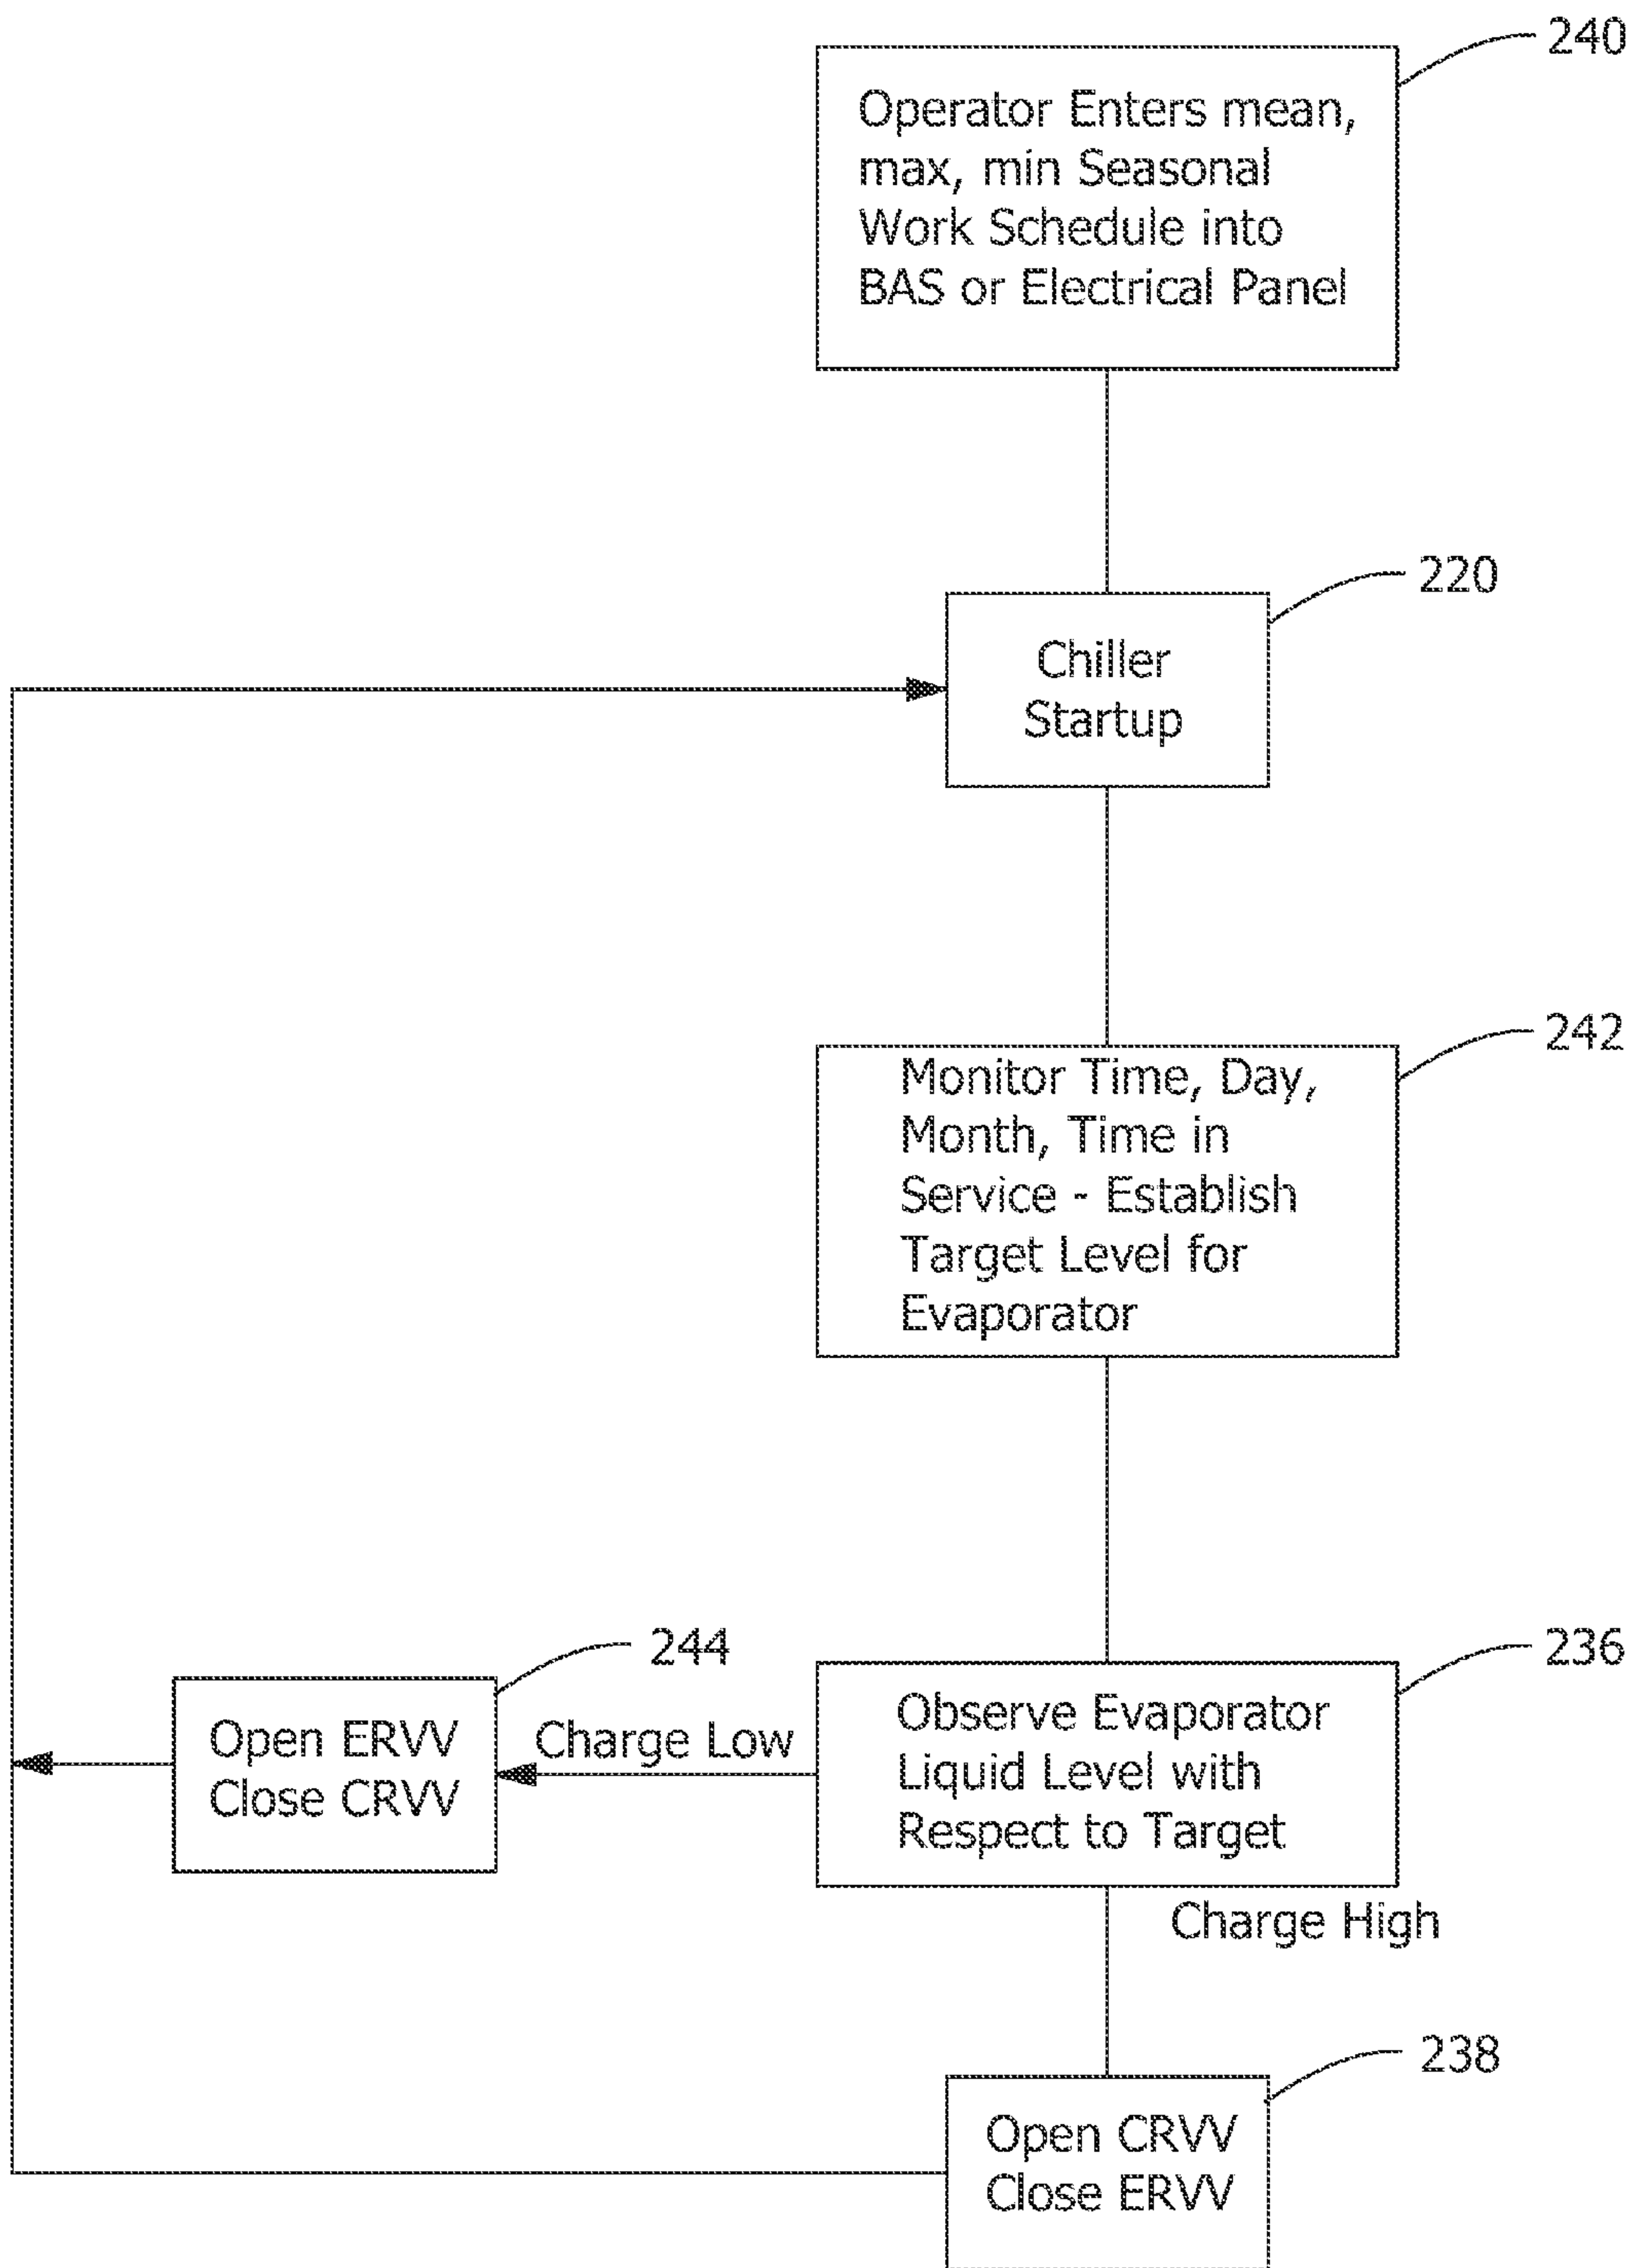 240
Operator Enters mean,
max, min Seasonal
Work Schedule into
BAS or Electrical Panel
220
Chiller
Startup
242
Monitor Time, Day,
Month, Time in
Service - Establish
Target Level for
Evaporator
244
Open ERVV
Close CRVV
Charge Low
236
Observe Evaporator
Liquid Level with
Respect to Target
Charge High
238
Open CRVV
Close ERVV